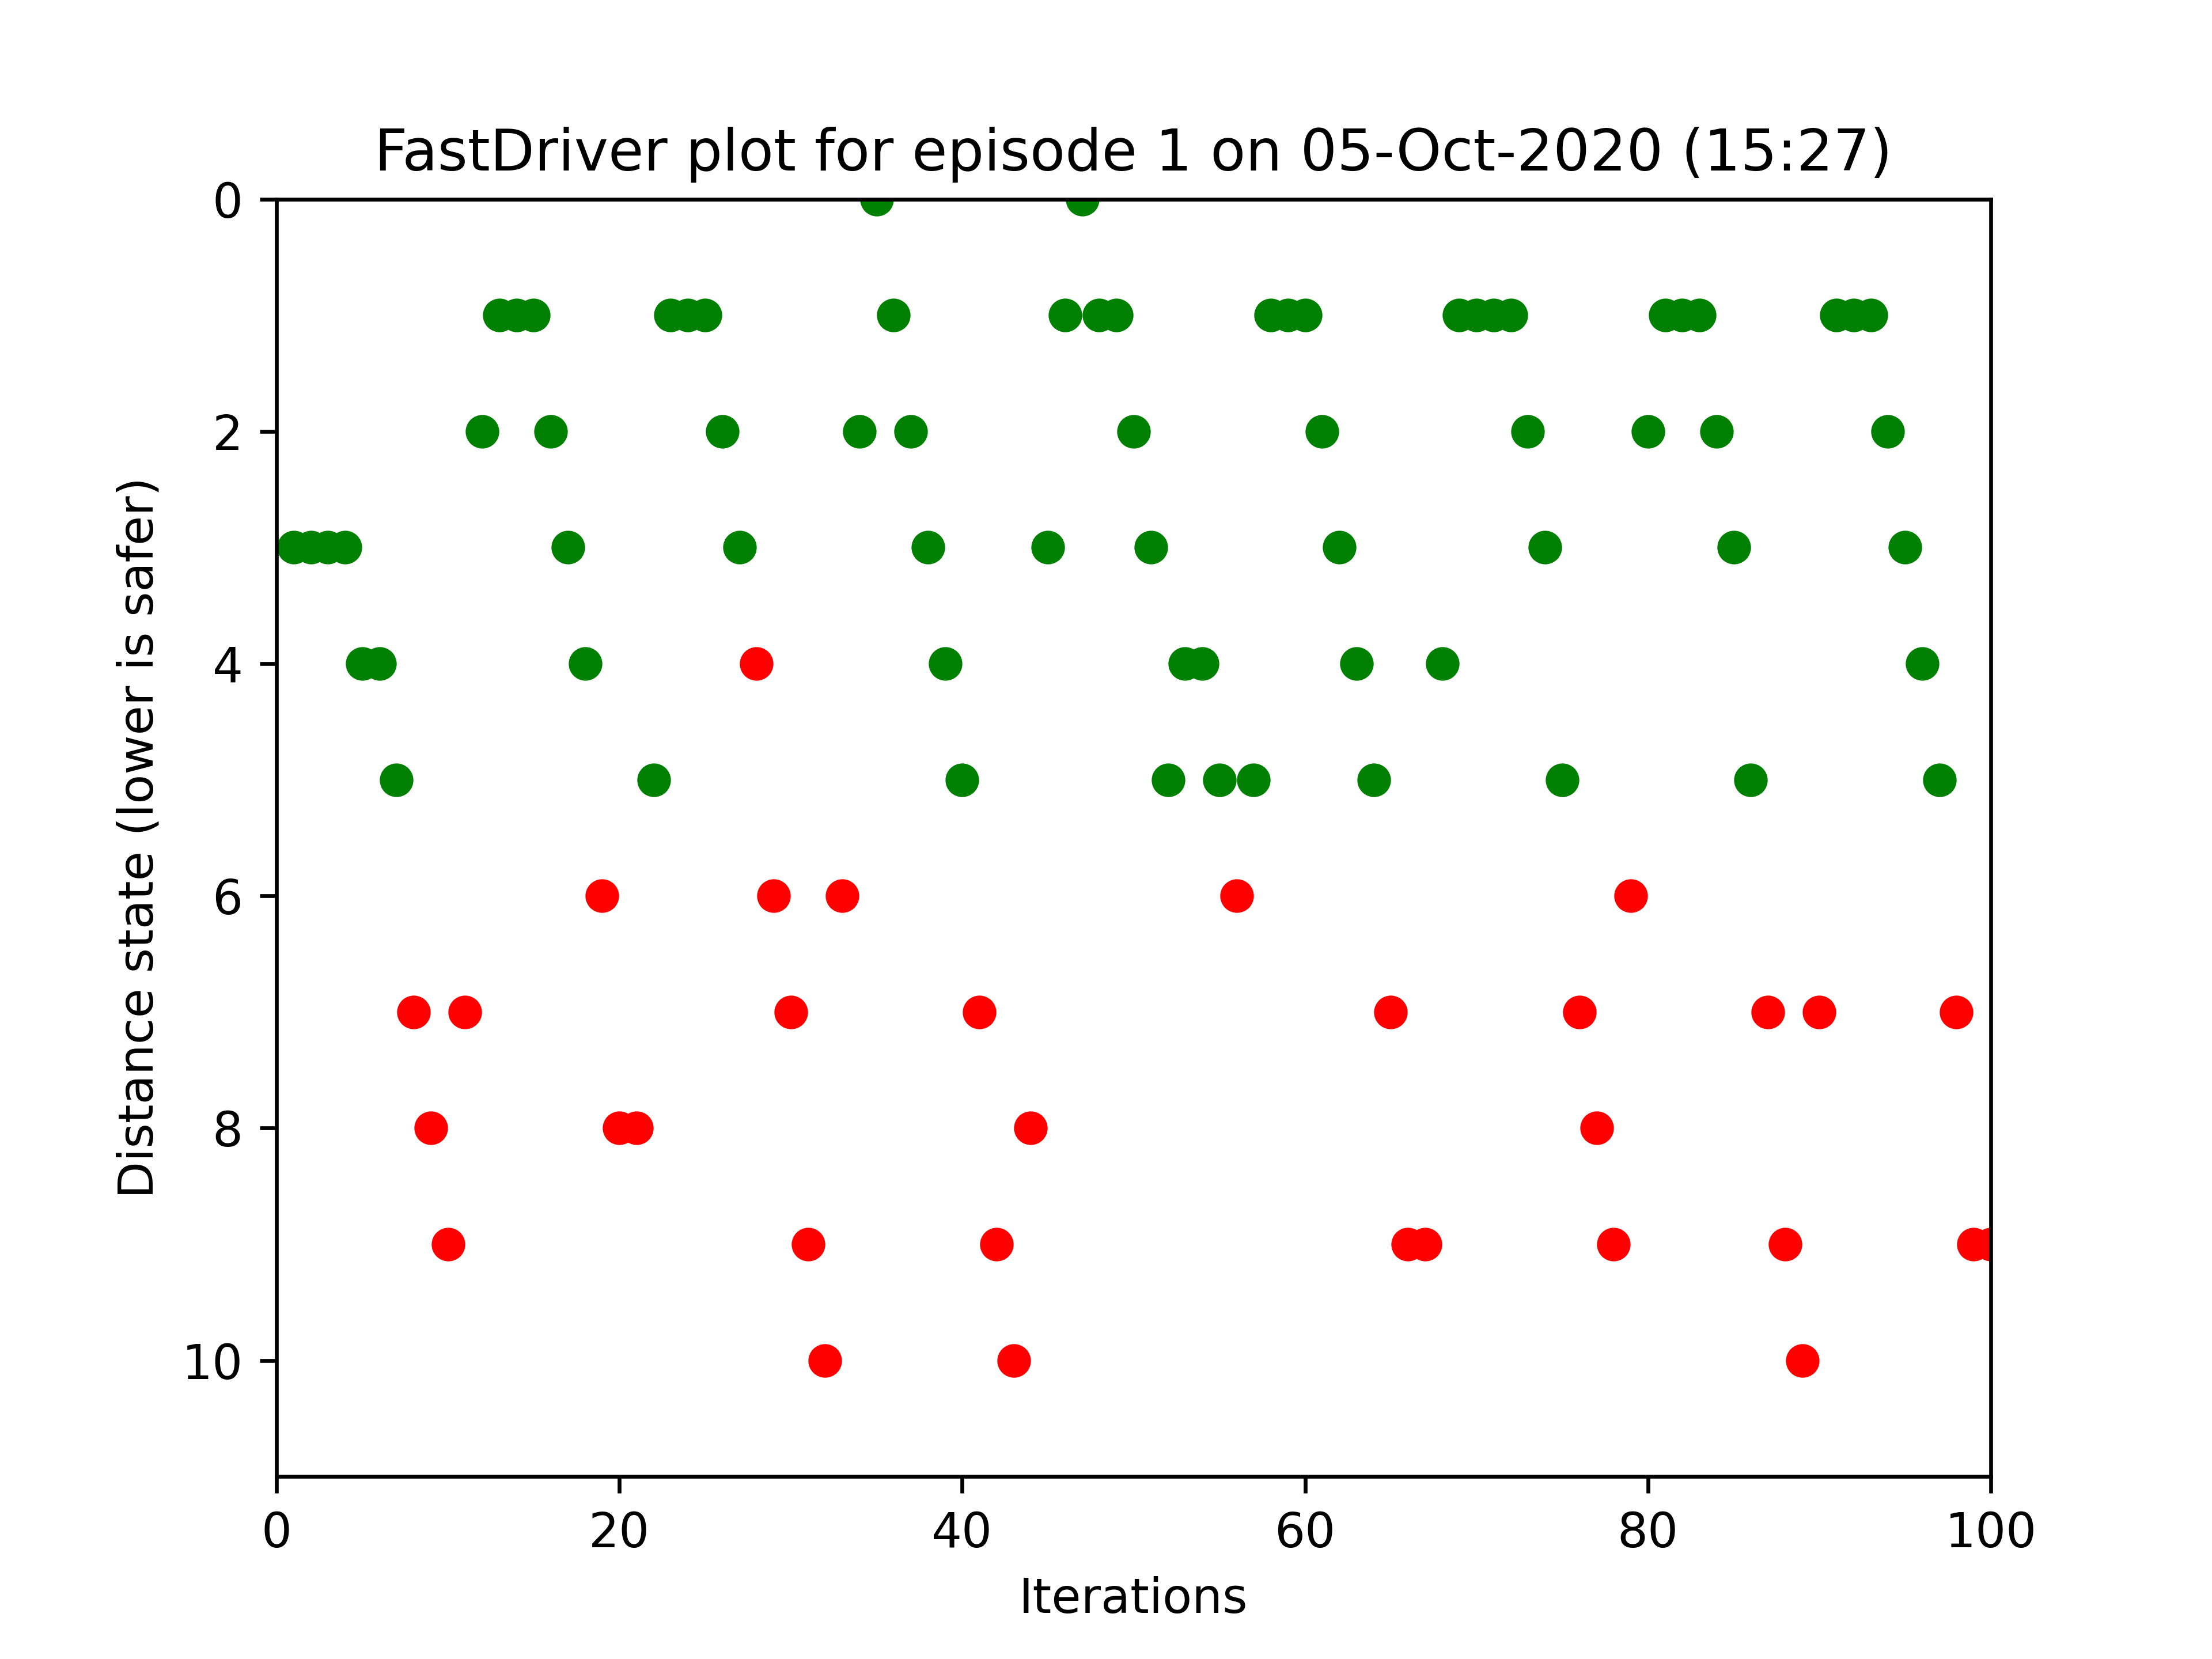 FastDriver plot for episode 1 on 05-Oct-2020 (15:27)
Distance state (lower is safer)
0
2
4
6
8
10
0 20 40 60 80 100
Iterations